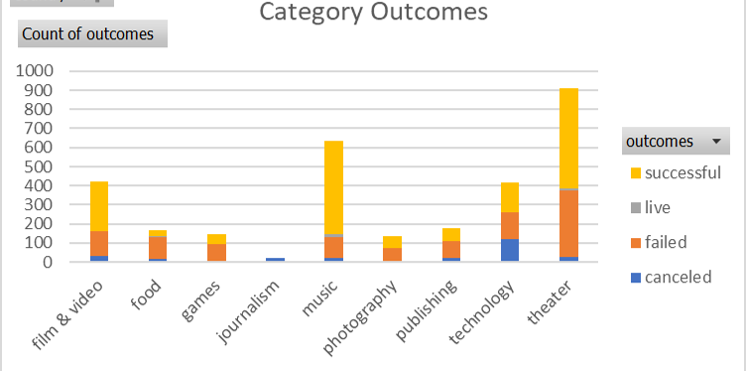 Category Outcomes
Count of outcomes
1000
900
800
700
600
500
400
300
200
100
0
film & video
food
games
journalism
music
photography
publishing
technology
theater
outcomes
successful
live
failed
canceled